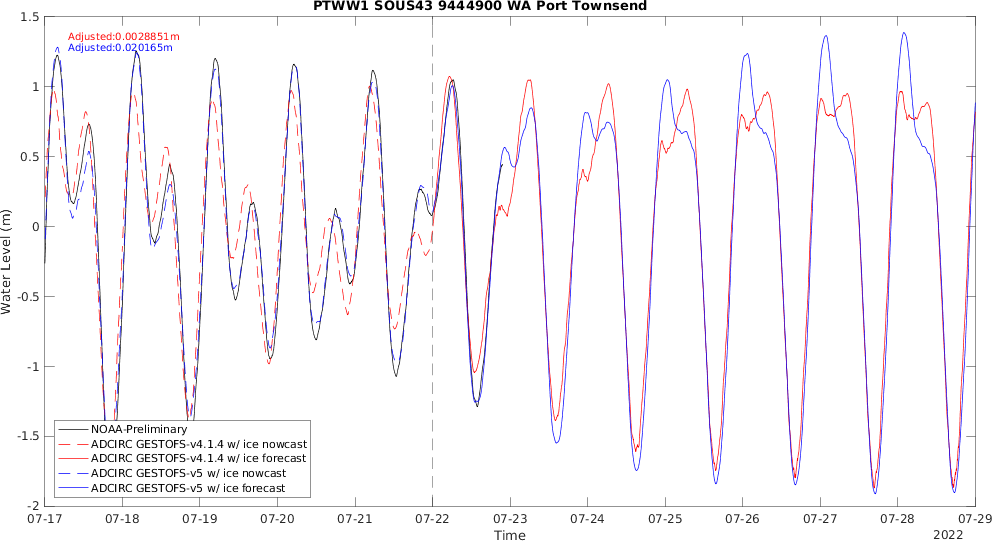 PTWW1 SOUS43 9444900 WA Port Townsend
Adjusted:0.0028851m
Adjusted:0.020165m
Water Level (m)
1.5
1
0.5
0
-0.5
-1
-1.5
-2
NOAA-Preliminary
ADCIRC GESTOFS-v4.1.4 w/ ice nowcast
ADCIRC GESTOFS-v4.1.4 w/ ice forecast
ADCIRC GESTOFS-v5 w/ ice nowcast
ADCIRC GESTOFS-v5 w/ ice forecast
07-17 07-18 07-19 07-20 07-21 07-22 07-23 07-24 07-25 07-26 07-27 07-28 07-29
Time
2022